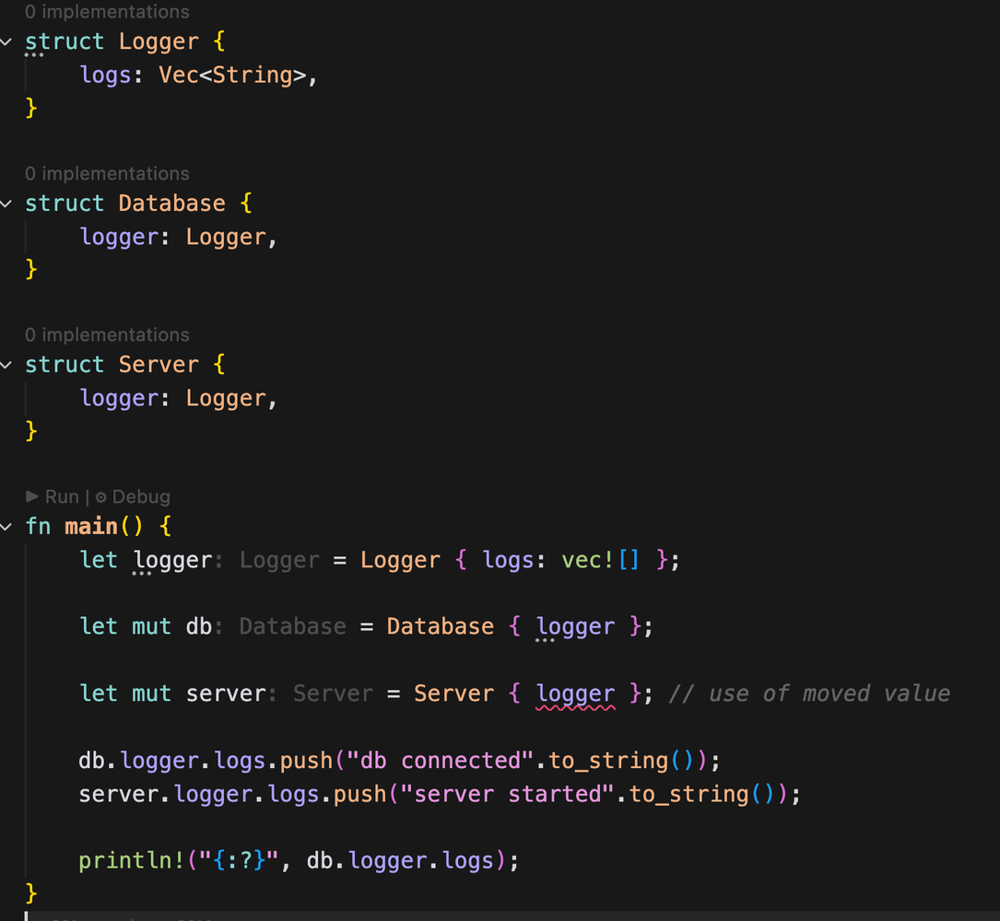 0 implementations
struct Logger {
    logs: Vec<String>,
}
0 implementations
struct Database {
    logger: Logger,
}
0 implementations
struct Server {
    logger: Logger,
}
▶ Run | ⚙ Debug
fn main() {
    let logger: Logger = Logger { logs: vec![] };
    let mut db: Database = Database { logger };
    let mut server: Server = Server { logger }; // use of moved value
    db.logger.logs.push("db connected".to_string());
    server.logger.logs.push("server started".to_string());
    println!("{:?}", db.logger.logs);
}